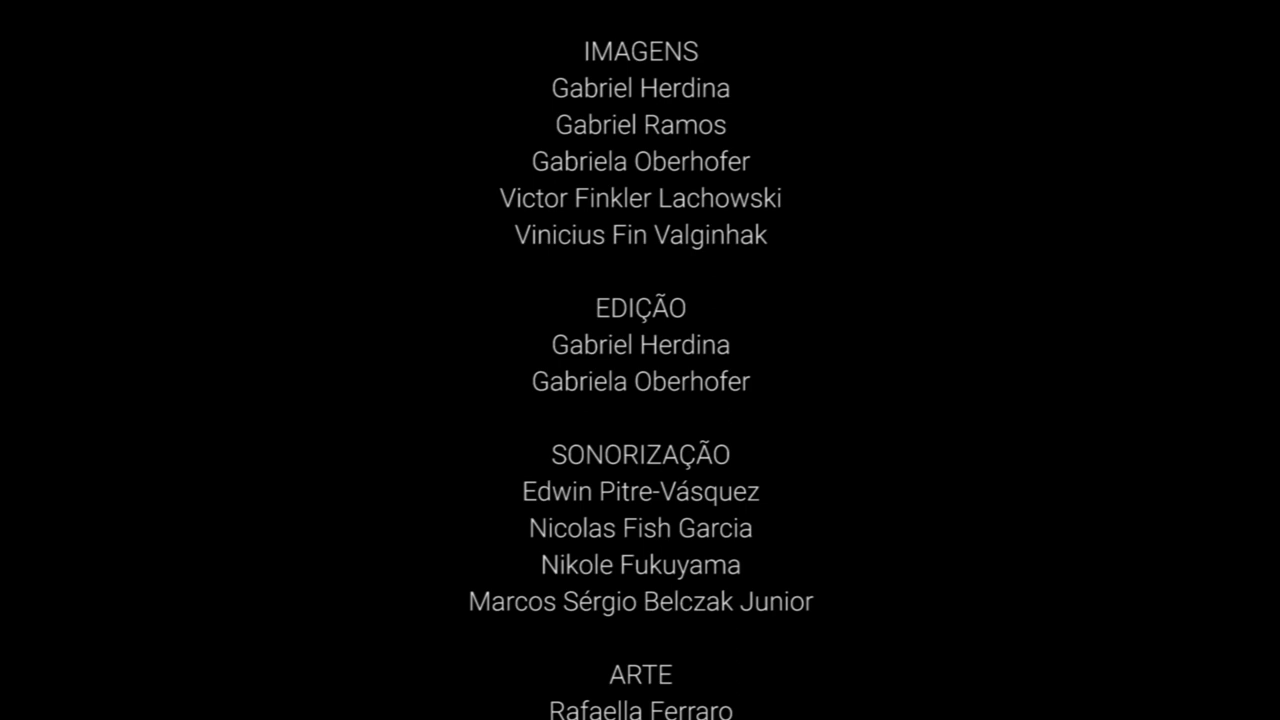 IMAGENS
Gabriel Herdina
Gabriel Ramos
Gabriela Oberhofer
Victor Finkler Lachowski
Vinicius Fin Valginhak
EDIÇÃO
Gabriel Herdina
Gabriela Oberhofer
SONORIZAÇÃO
Edwin Pitre-Vásquez
Nicolas Fish Garcia
Nikole Fukuyama
Marcos Sérgio Belczak Junior
ARTE
Rafaella Ferraro